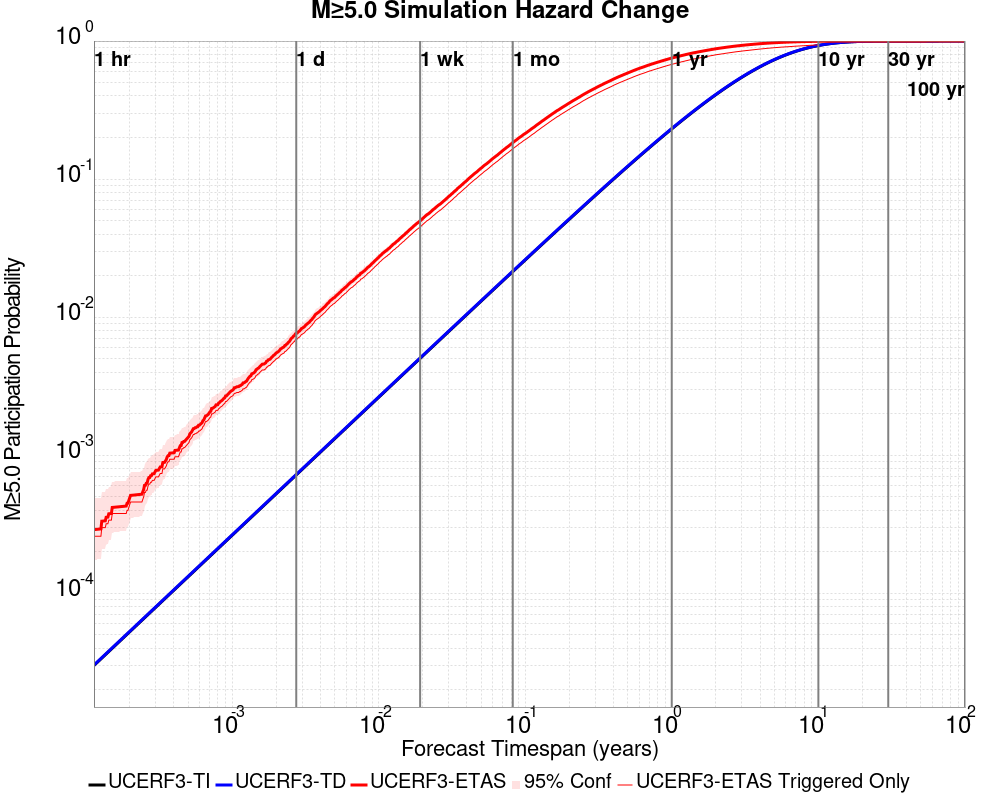 M≥5.0 Simulation Hazard Change
1 hr
1 d
1 wk
1 mo
1 yr
10 yr
30 yr
100 yr
10^0
10^-1
10^-2
10^-3
10^-4
M≥5.0 Participation Probability
10^-3
10^-2
10^-1
10^0
10^1
10^2
Forecast Timespan (years)
UCERF3-TI UCERF3-TD UCERF3-ETAS 95% Conf UCERF3-ETAS Triggered Only